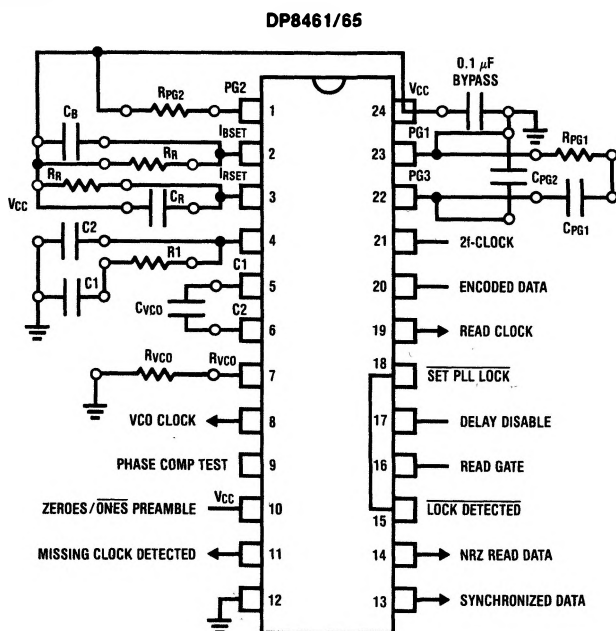 DP8461/65
PG2
RPG2
1
CB
IBSET
2
RR
RR
IRSET
3
VCC
CR
C2
4
R1
C1
C1
5
CVCO
C2
6
RVCO
RVCO
7
VCO CLOCK
8
PHASE COMP TEST
9
ZEROES/ONES PREAMBLE
VCC
10
MISSING CLOCK DETECTED
11
12
0.1 µF
BYPASS
VCC
24
PG1
23
RPG1
PG3
22
CPG2
CPG1
21
2f-CLOCK
20
ENCODED DATA
19
READ CLOCK
18
SET PLL LOCK
17
DELAY DISABLE
16
READ GATE
15
LOCK DETECTED
14
NRZ READ DATA
13
SYNCHRONIZED DATA